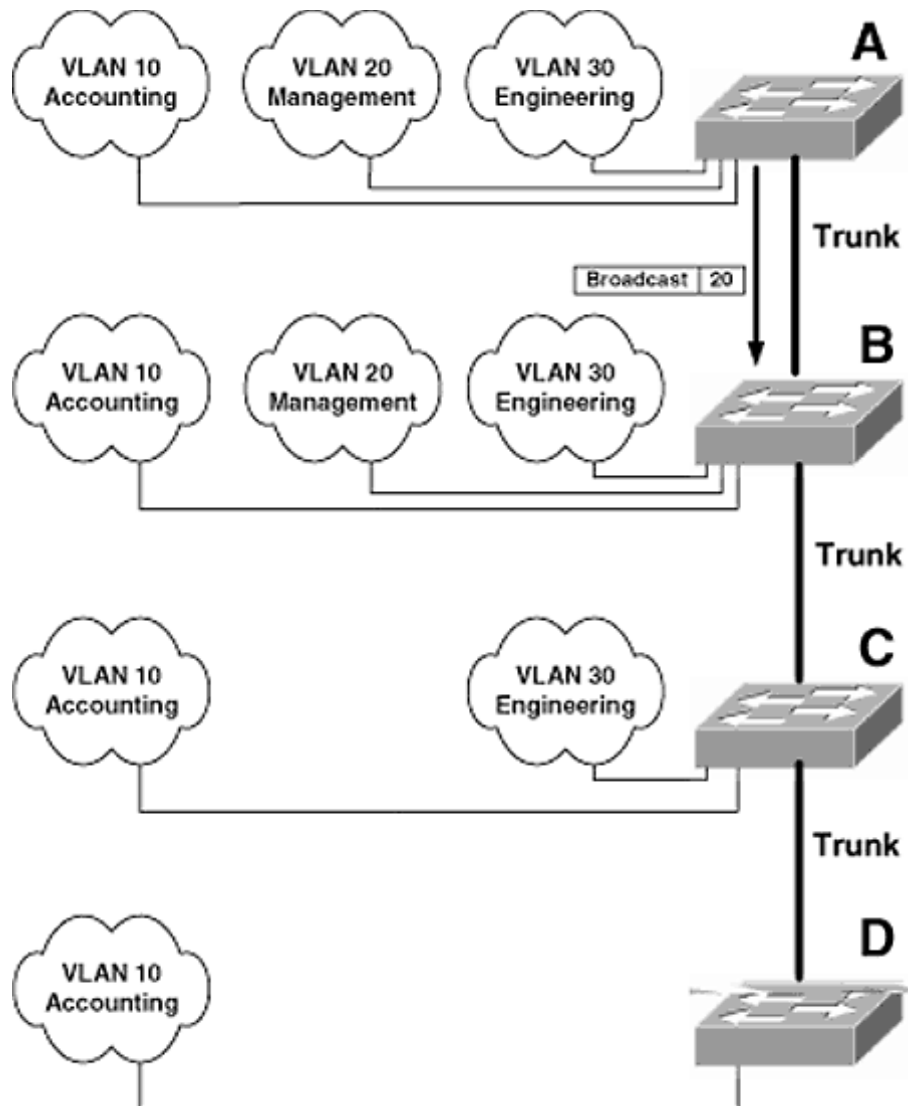 A
VLAN 10
Accounting
VLAN 20
Management
VLAN 30
Engineering
Trunk
Broadcast 20
B
VLAN 10
Accounting
VLAN 20
Management
VLAN 30
Engineering
Trunk
C
VLAN 10
Accounting
VLAN 30
Engineering
Trunk
D
VLAN 10
Accounting